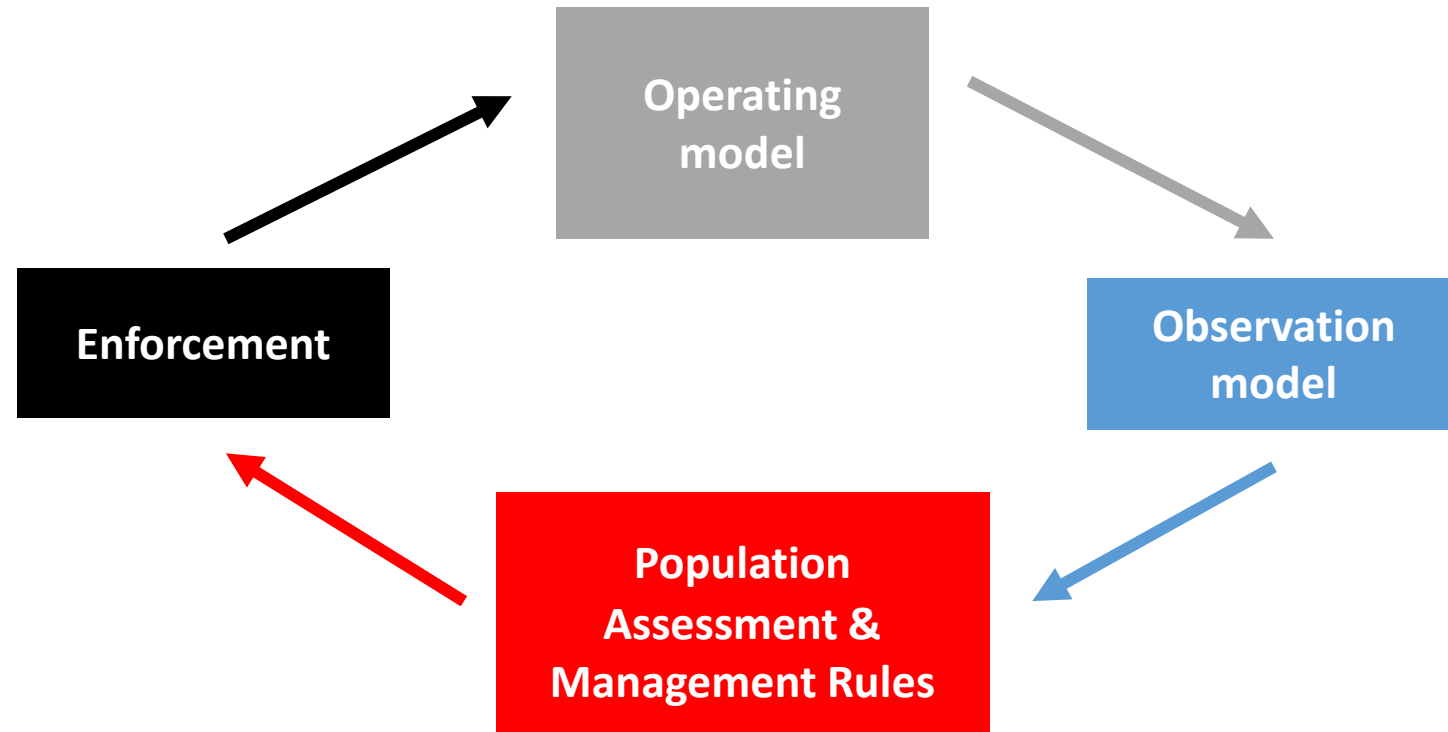 Operating
model
Enforcement
Observation
model
Population
Assessment &
Management Rules